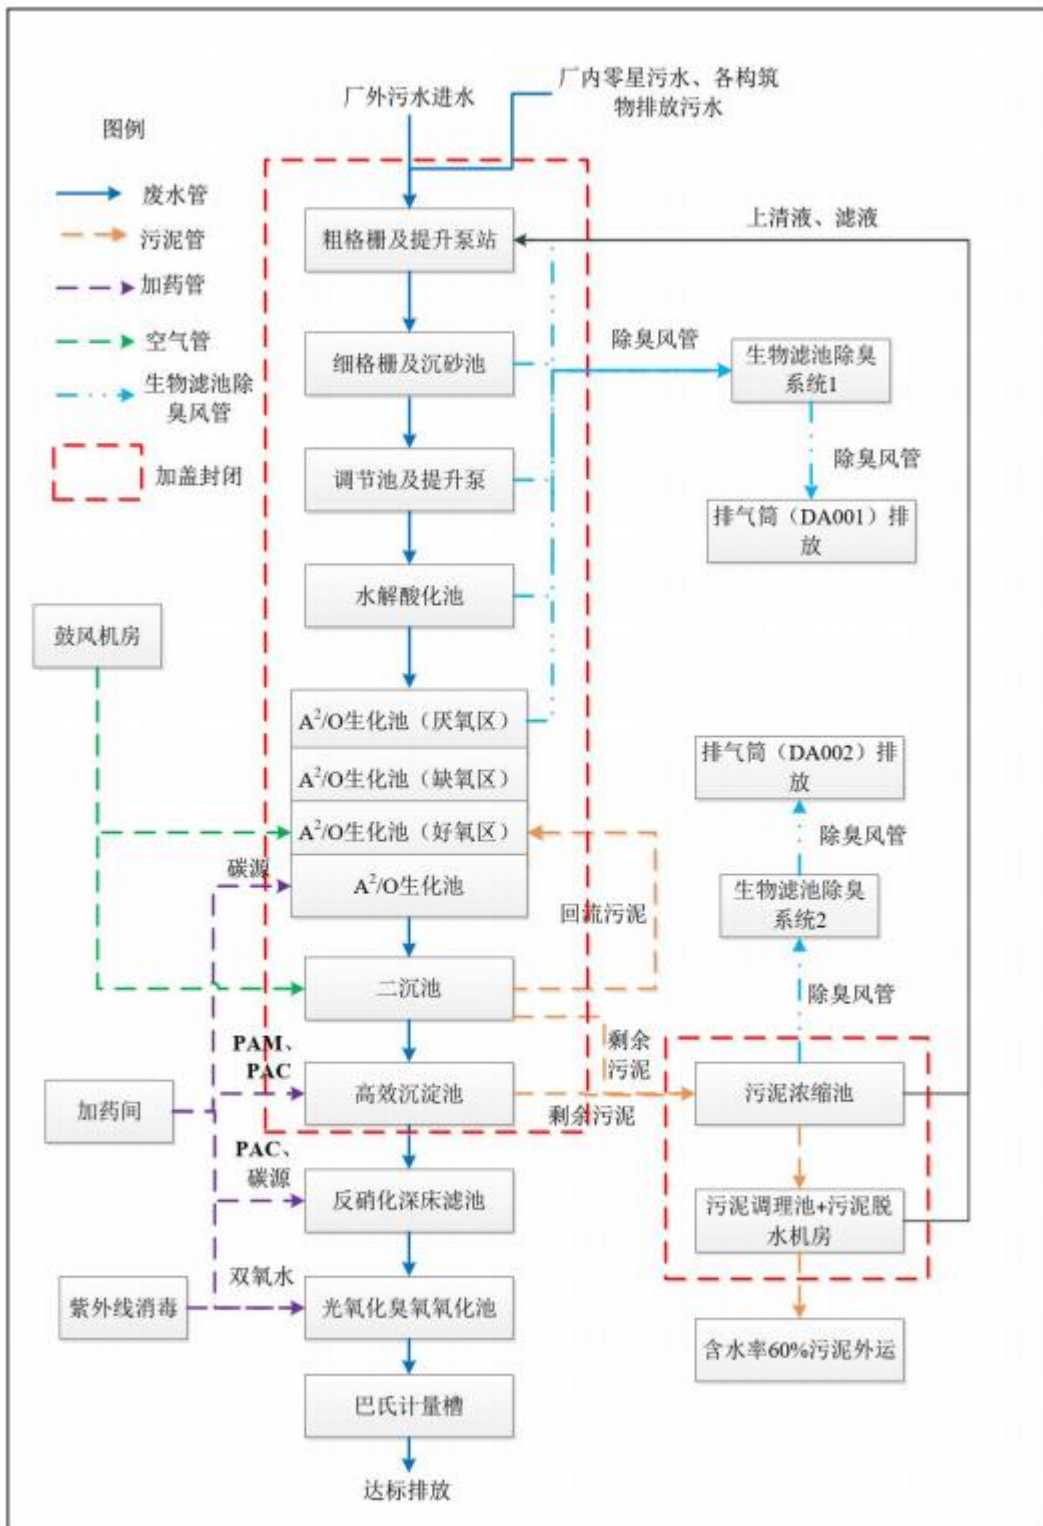 厂外污水进水
厂内零星污水、各构筑
物排放污水
图例
废水管
污泥管
加药管
空气管
生物滤池除
臭风管
加盖封闭
粗格栅及提升泵站
上清液、滤液
细格栅及沉砂池
除臭风管
生物滤池除臭
系统1
调节池及提升泵
除臭风管
排气筒（DA001）排
放
水解酸化池
鼓风机房
A²/O生化池（厌氧区）
A²/O生化池（缺氧区）
A²/O生化池（好氧区）
A²/O生化池
碳源
排气筒（DA002）排
放
除臭风管
生物滤池除臭
系统2
回流污泥
除臭风管
二沉池
剩余
污泥
PAM、
PAC
高效沉淀池
剩余污泥
污泥浓缩池
加药间
PAC、
碳源
反硝化深床滤池
污泥调理池+污泥脱
水机房
双氧水
紫外线消毒
光氧化臭氧氧化池
含水率60%污泥外运
巴氏计量槽
达标排放